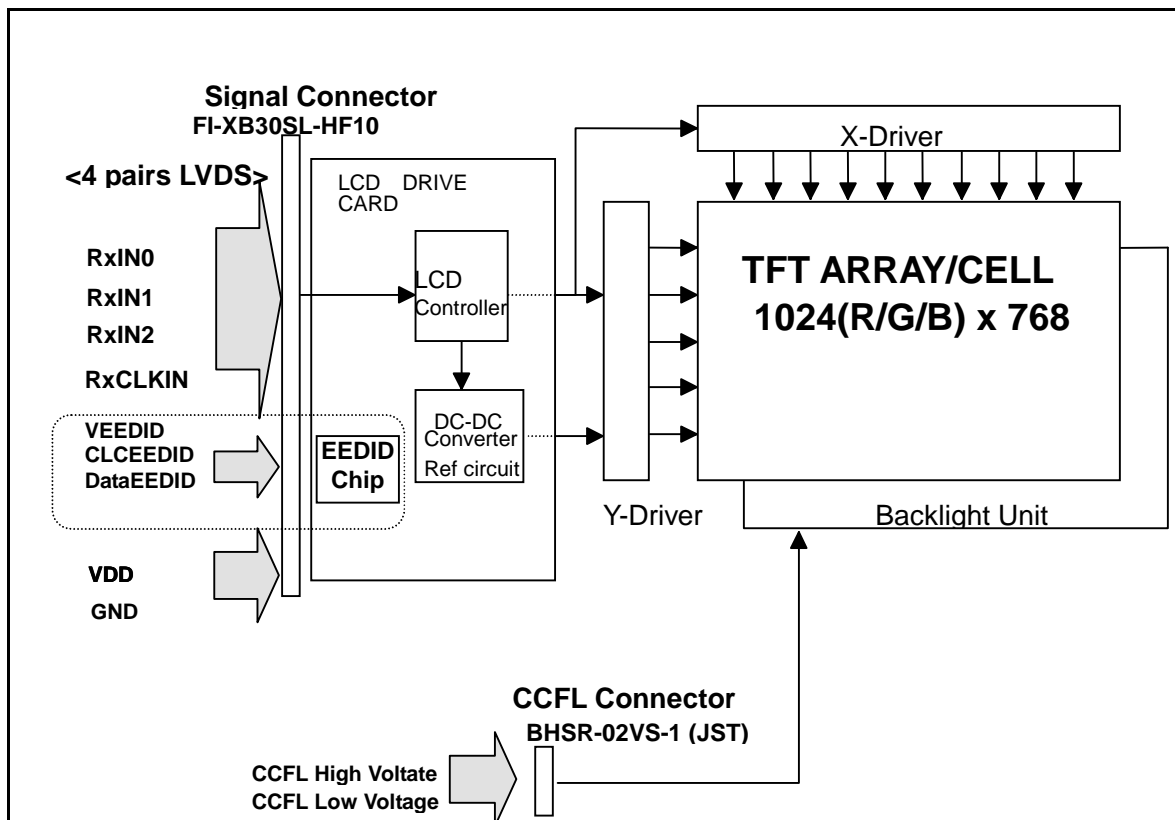 Signal Connector
FI-XB30SL-HF10
<4 pairs LVDS>
RxIN0
RxIN1
RxIN2
RxCLKIN
VEEDID
CLCEEDID
DataEEDID
VDD
GND
LCD DRIVE
CARD
LCD
Controller
DC-DC
Converter
Ref circuit
EEDID
Chip
X-Driver
Y-Driver
TFT ARRAY/CELL
1024(R/G/B) x 768
Backlight Unit
CCFL Connector
BHSR-02VS-1 (JST)
CCFL High Voltate
CCFL Low Voltage